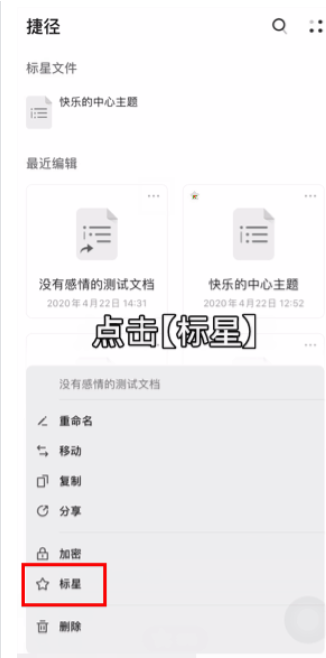 捷径
标星文件
快乐的中心主题
最近编辑
没有感情的测试文档
2020年4月22日 14:31
快乐的中心主题
2020年4月22日 12:52
点击【标星】
没有感情的测试文档
重命名
移动
复制
分享
加密
标星
删除